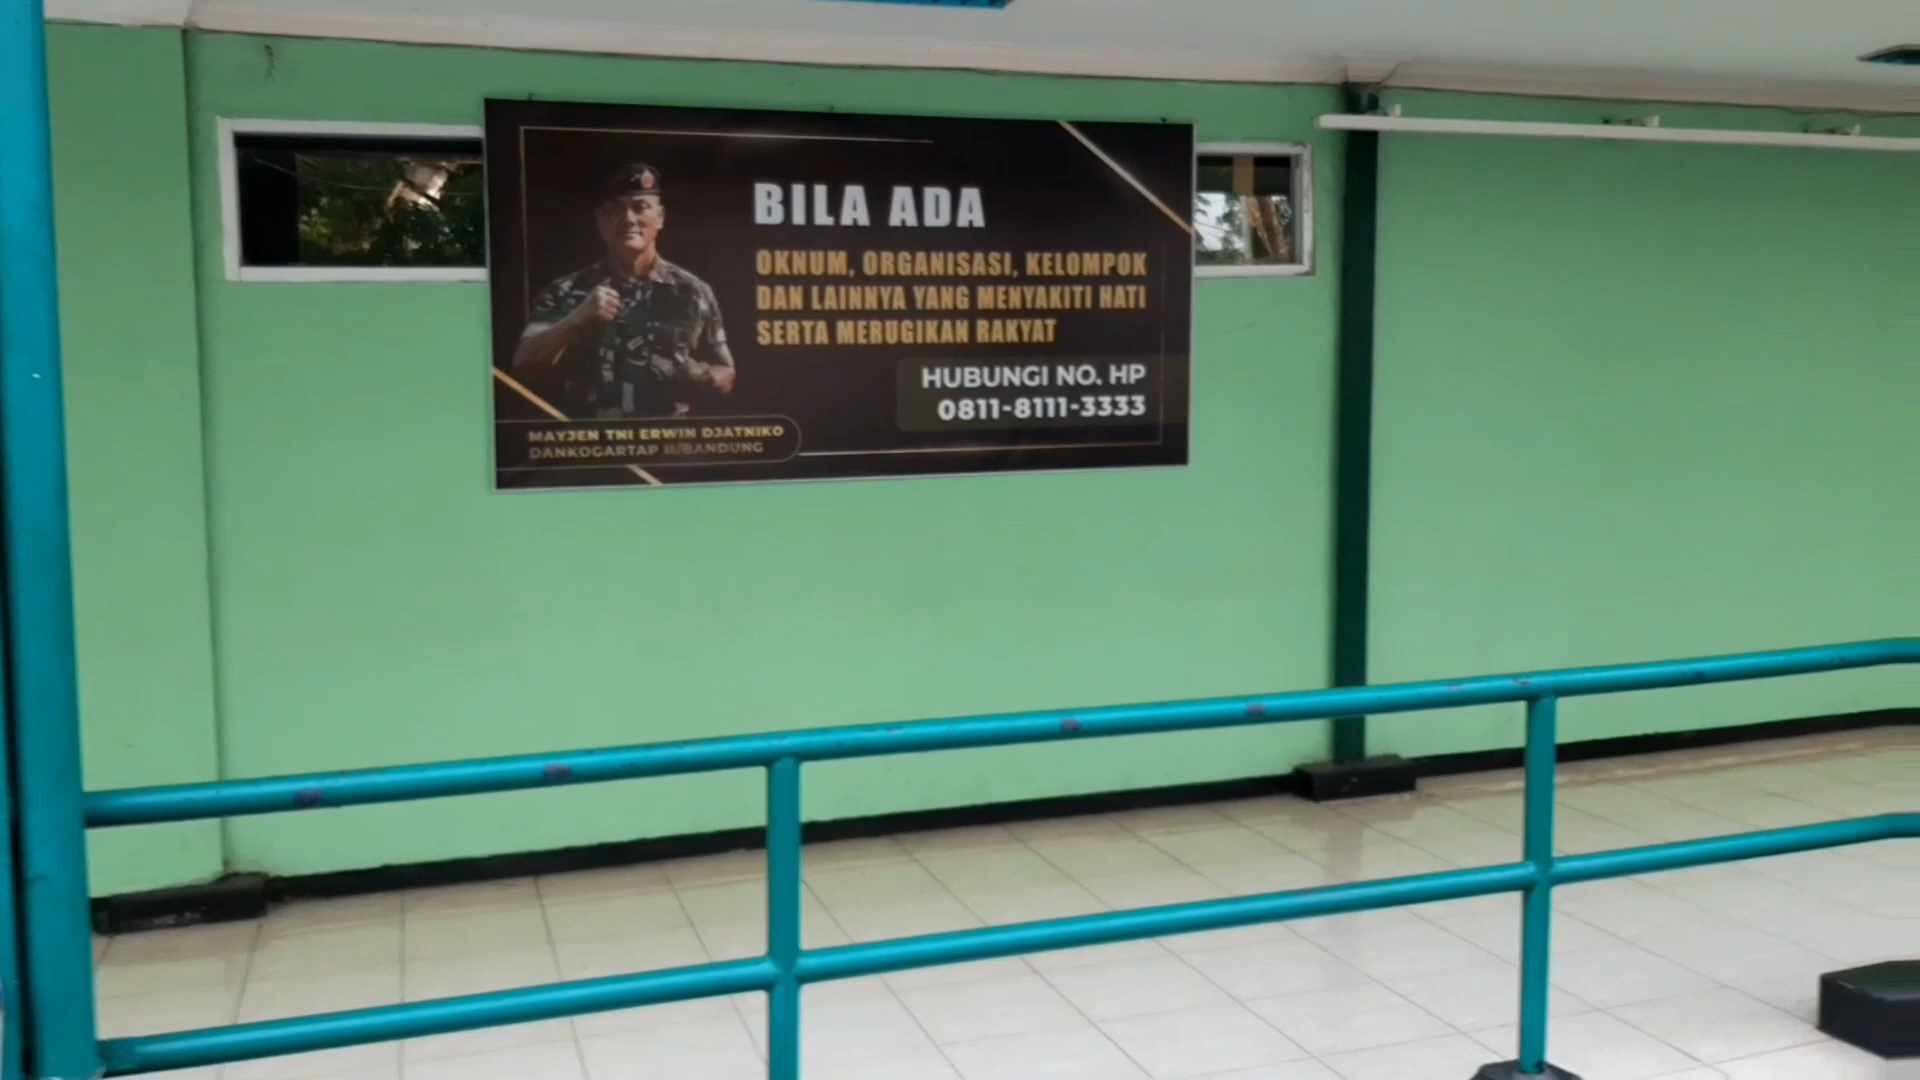 BILA ADA
OKNUM, ORGANISASI, KELOMPOK
DAN LAINNYA YANG MENYAKITI HATI
SERTA MERUGIKAN RAKYAT
HUBUNGI NO. HP
0811-8111-3333
MAYJEN TNI ERWIN DJATNIKO
DANKOGARTAP II/BANDUNG